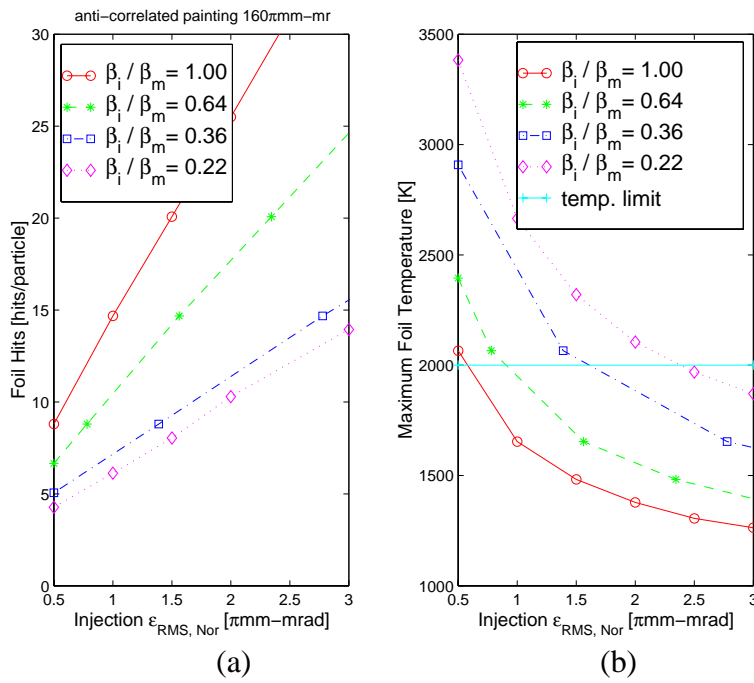 anti−correlated painting 160πmm−mr
30
25
20
15
10
5
0
Foil Hits [hits/particle]
β_i / β_m = 1.00
β_i / β_m = 0.64
β_i / β_m = 0.36
β_i / β_m = 0.22
0.5 1 1.5 2 2.5 3
Injection ε_RMS, Nor [πmm−mrad]
(a)
3500
3000
2500
2000
1500
1000
Maximum Foil Temperature [K]
β_i / β_m = 1.00
β_i / β_m = 0.64
β_i / β_m = 0.36
β_i / β_m = 0.22
temp. limit
0.5 1 1.5 2 2.5 3
Injection ε_RMS, Nor [πmm−mrad]
(b)